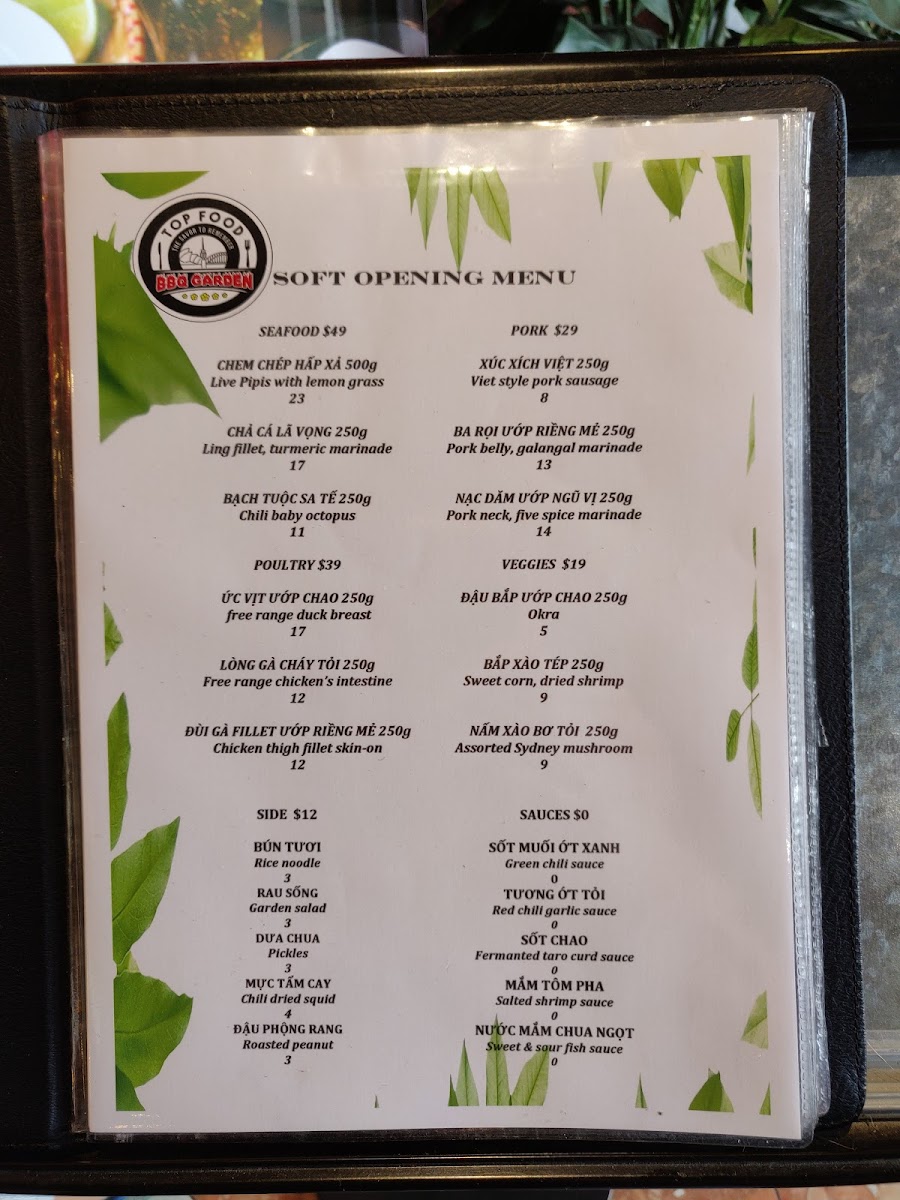 TOP FOOD
THE FAVOR TO REMEMBER
BBQ GARDEN
SOFT OPENING MENU
SEAFOOD $49
CHEM CHÉP HẤP XẢ 500g
Live Pipis with lemon grass
23
CHẢ CÁ LÃ VỌNG 250g
Ling fillet, turmeric marinade
17
BẠCH TUỘC SA TẾ 250g
Chili baby octopus
11
POULTRY $39
ỨC VỊT ƯỚP CHAO 250g
free range duck breast
17
LÒNG GÀ CHÁY TỎI 250g
Free range chicken's intestine
12
ĐÙI GÀ FILLET ƯỚP RIỀNG MẺ 250g
Chicken thigh fillet skin-on
12
SIDE $12
BÚN TƯƠI
Rice noodle
3
RAU SỐNG
Garden salad
3
DƯA CHUA
Pickles
3
MỰC TẨM CAY
Chili dried squid
4
ĐẬU PHỘNG RANG
Roasted peanut
3
PORK $29
XÚC XÍCH VIỆT 250g
Viet style pork sausage
8
BA RỌI ƯỚP RIỀNG MẺ 250g
Pork belly, galangal marinade
13
NẠC DĂM ƯỚP NGŨ VỊ 250g
Pork neck, five spice marinade
14
VEGGIES $19
ĐẬU BẮP ƯỚP CHAO 250g
Okra
5
BẮP XÀO TÉP 250g
Sweet corn, dried shrimp
9
NẤM XÀO BƠ TỎI 250g
Assorted Sydney mushroom
9
SAUCES $0
SỐT MUỐI ỚT XANH
Green chili sauce
0
TƯƠNG ỚT TỎI
Red chili garlic sauce
0
SỐT CHAO
Fermanted taro curd sauce
0
MẮM TÔM PHA
Salted shrimp sauce
0
NƯỚC MẮM CHUA NGỌT
Sweet & sour fish sauce
0